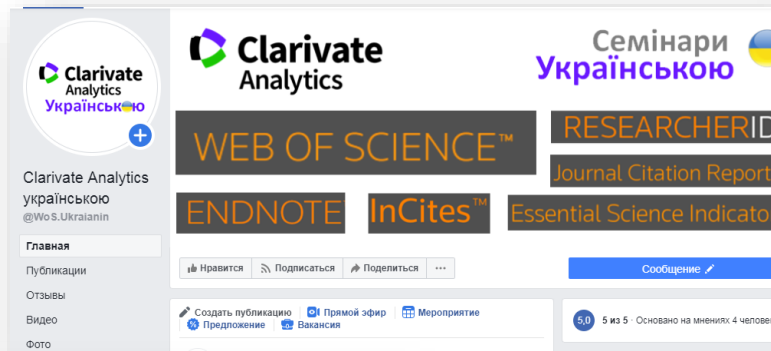 Clarivate
Analytics
Українською
Clarivate
Analytics
Семінари
Українською
WEB OF SCIENCE™
RESEARCHERID
Journal Citation Report
ENDNOTE
InCites™
Essential Science Indicato
Clarivate Analytics
українською
@WoS.Ukraianin
Главная
Публикации
Отзывы
Видео
Фото
Нравится Подписаться Поделиться ...
Сообщение
Создать публикацию Прямой эфир Мероприятие
Предложение Вакансия
5,0 5 из 5 · Основано на мнениях 4 человек